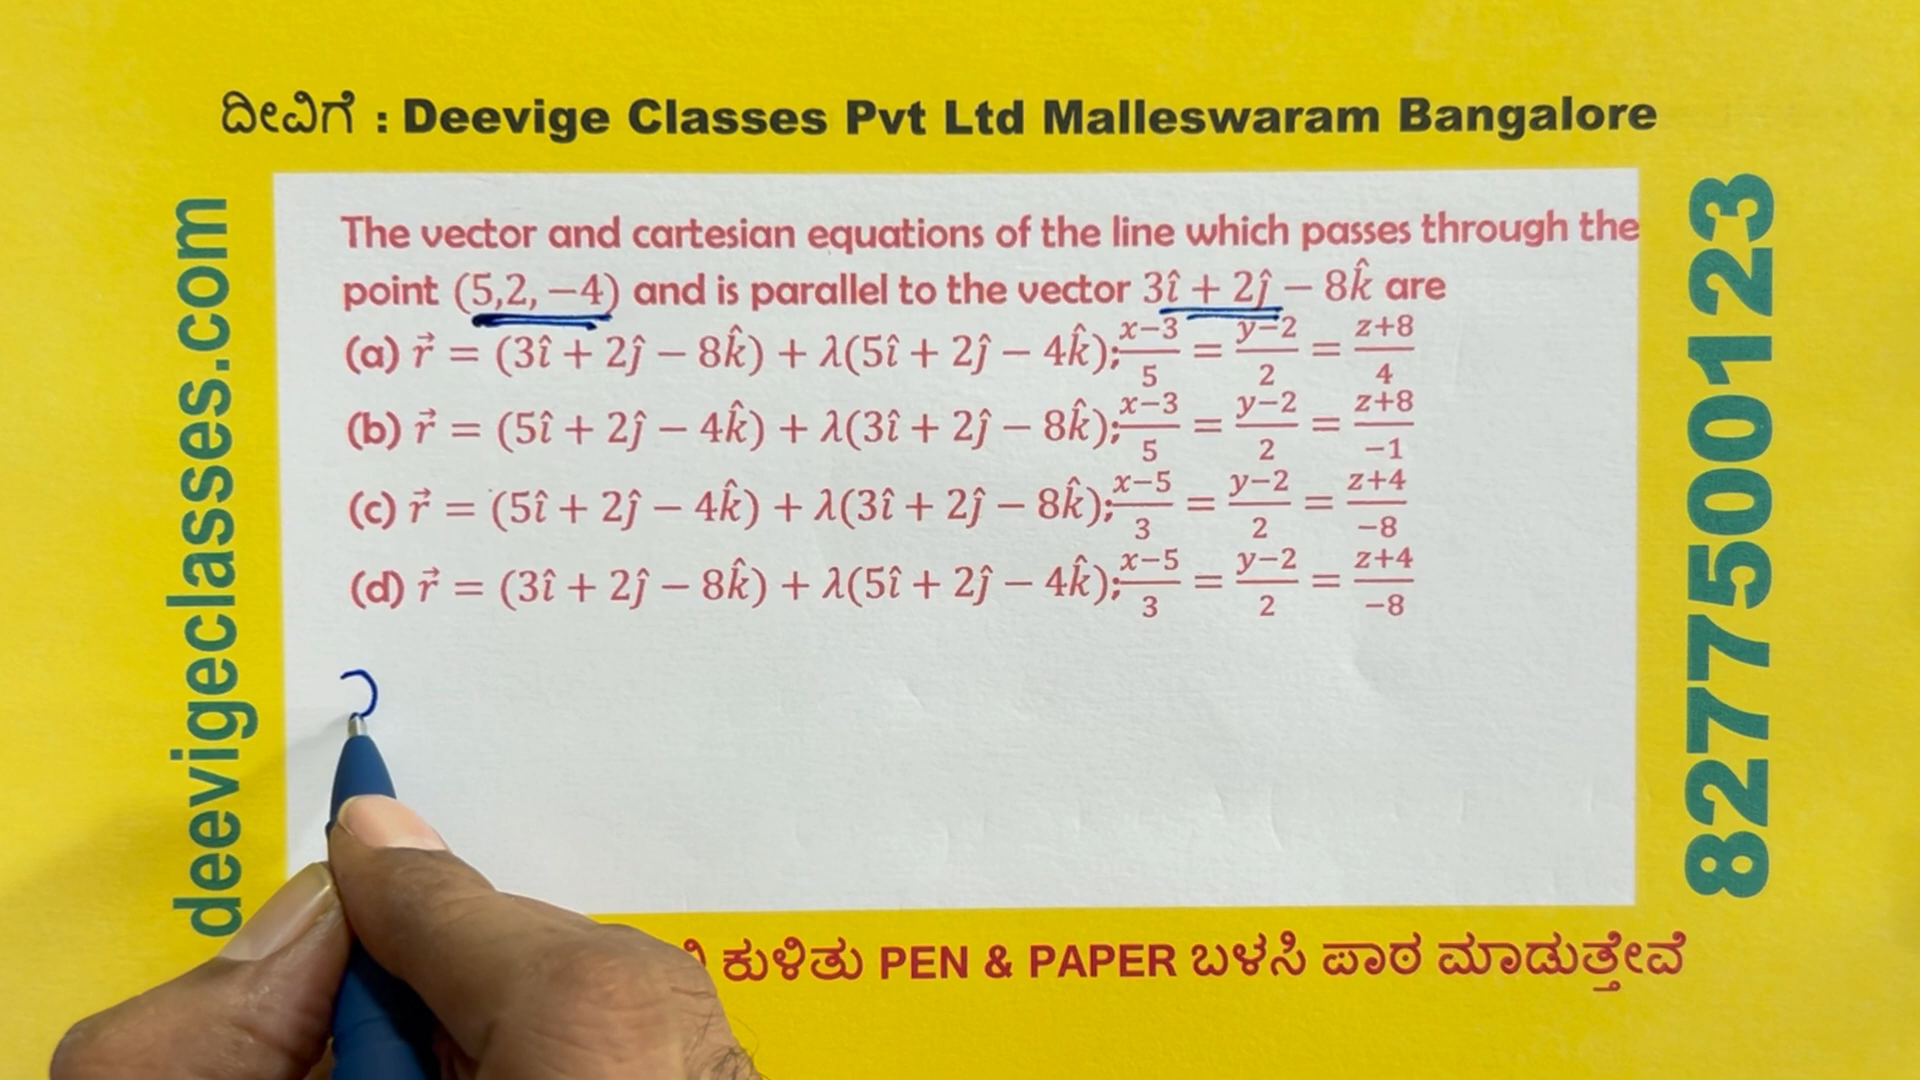 ದೀವಿಗೆ : Deevige Classes Pvt Ltd Malleswaram Bangalore
deevigeclasses.com
The vector and cartesian equations of the line which passes through the
point (5,2,−4) and is parallel to the vector 3î + 2ĵ − 8k̂ are
(a) r⃗ = (3î + 2ĵ − 8k̂) + λ(5î + 2ĵ − 4k̂); (x−3)/5 = (y−2)/2 = (z+8)/4
(b) r⃗ = (5î + 2ĵ − 4k̂) + λ(3î + 2ĵ − 8k̂); (x−3)/5 = (y−2)/2 = (z+8)/−1
(c) r⃗ = (5î + 2ĵ − 4k̂) + λ(3î + 2ĵ − 8k̂); (x−5)/3 = (y−2)/2 = (z+4)/−8
(d) r⃗ = (3î + 2ĵ − 8k̂) + λ(5î + 2ĵ − 4k̂); (x−5)/3 = (y−2)/2 = (z+4)/−8
8277500123
ಕುಳಿತು PEN & PAPER ಬಳಸಿ ಪಾಠ ಮಾಡುತ್ತೇವೆ